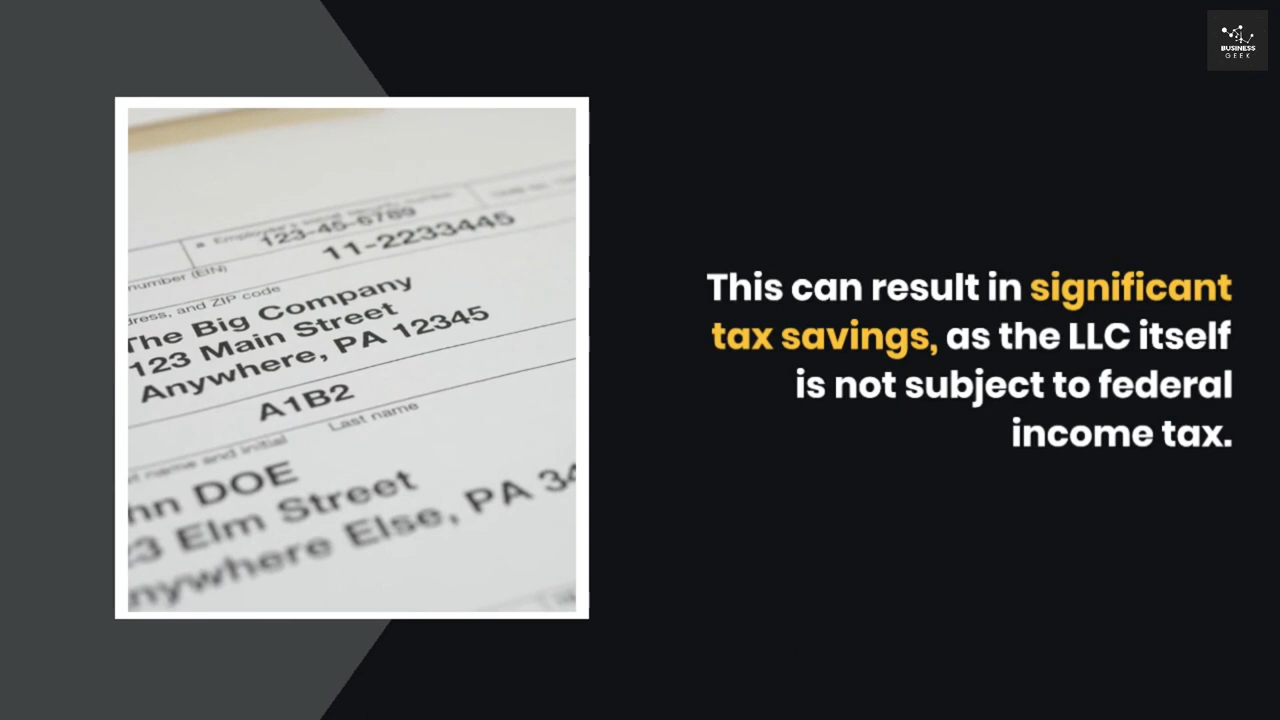 BUSINESS
GEEK
123-45-6789
11-2233445
number (EIN)
dress, and ZIP code
The Big Company
123 Main Street
Anywhere, PA 12345
A1B2
Last name
name and initial
hn DOE
23 Elm Street
nywhere Else, PA 34
This can result in significant
tax savings, as the LLC itself
is not subject to federal
income tax.